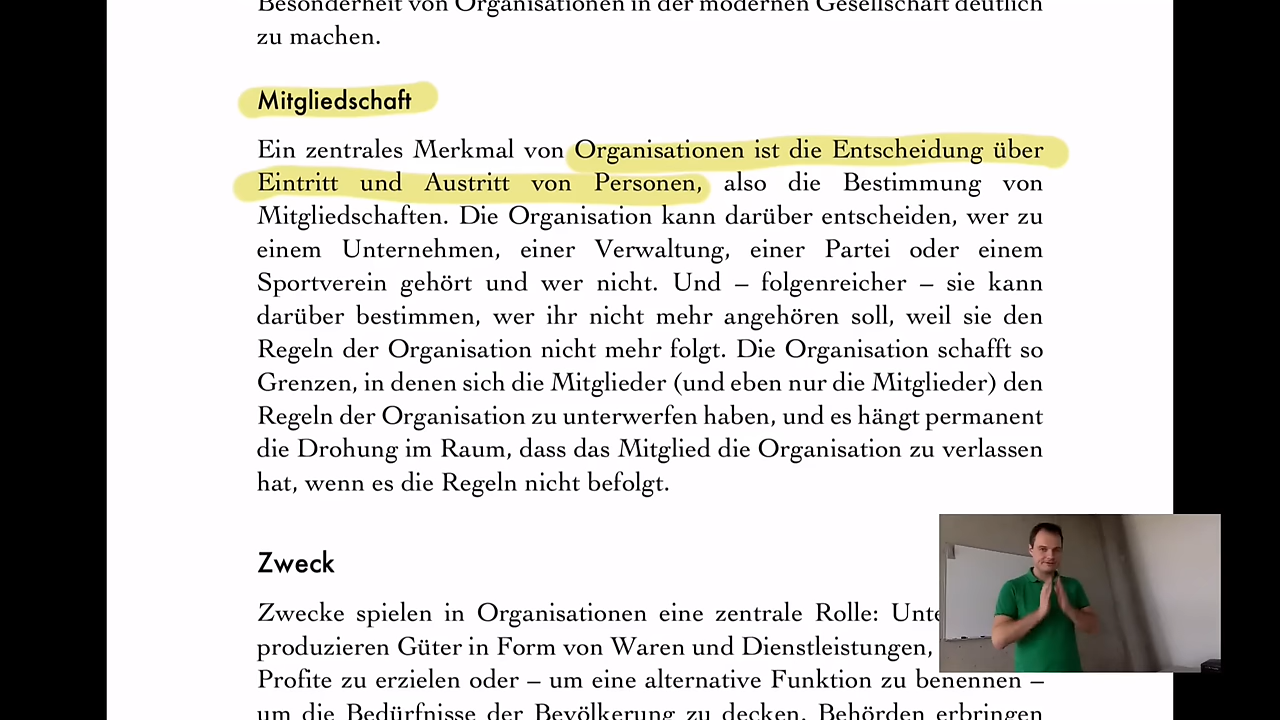 Besonderheit von Organisationen in der modernen Gesellschaft deutlich
zu machen.
Mitgliedschaft
Ein zentrales Merkmal von Organisationen ist die Entscheidung über
Eintritt und Austritt von Personen, also die Bestimmung von
Mitgliedschaften. Die Organisation kann darüber entscheiden, wer zu
einem Unternehmen, einer Verwaltung, einer Partei oder einem
Sportverein gehört und wer nicht. Und – folgenreicher – sie kann
darüber bestimmen, wer ihr nicht mehr angehören soll, weil sie den
Regeln der Organisation nicht mehr folgt. Die Organisation schafft so
Grenzen, in denen sich die Mitglieder (und eben nur die Mitglieder) den
Regeln der Organisation zu unterwerfen haben, und es hängt permanent
die Drohung im Raum, dass das Mitglied die Organisation zu verlassen
hat, wenn es die Regeln nicht befolgt.
Zweck
Zwecke spielen in Organisationen eine zentrale Rolle: Unte
produzieren Güter in Form von Waren und Dienstleistungen,
Profite zu erzielen oder – um eine alternative Funktion zu benennen –
um die Bedürfnisse der Bevölkerung zu decken. Behörden erbringen